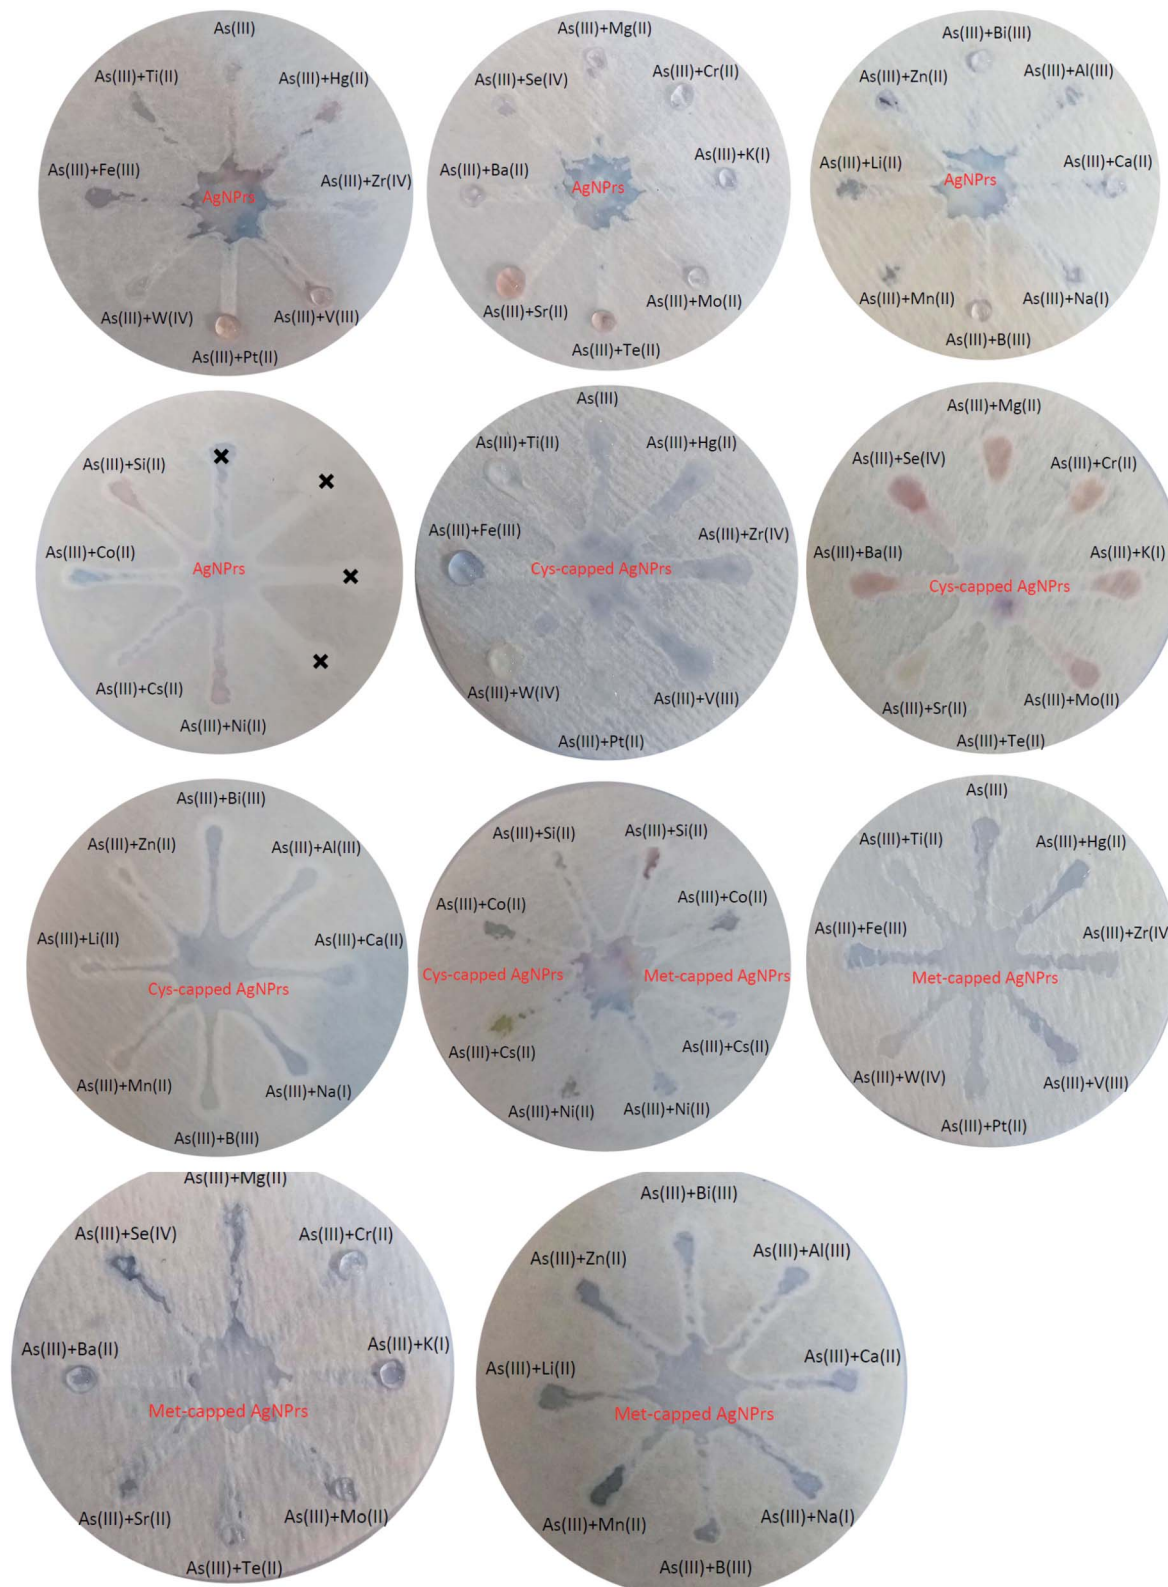 As(III)
As(III)+Ti(II)
As(III)+Hg(II)
As(III)+Fe(III)
As(III)+Zr(IV)
AgNPrs
As(III)+W(IV)
As(III)+V(III)
As(III)+Pt(II)
As(III)+Mg(II)
As(III)+Se(IV)
As(III)+Cr(II)
As(III)+Ba(II)
As(III)+K(I)
AgNPrs
As(III)+Sr(II)
As(III)+Mo(II)
As(III)+Te(II)
As(III)+Bi(III)
As(III)+Zn(II)
As(III)+Al(III)
As(III)+Li(II)
As(III)+Ca(II)
AgNPrs
As(III)+Mn(II)
As(III)+Na(I)
As(III)+B(III)
As(III)+Si(II)
As(III)+Co(II)
AgNPrs
As(III)+Cs(II)
As(III)+Ni(II)
As(III)
As(III)+Ti(II)
As(III)+Hg(II)
As(III)+Fe(III)
As(III)+Zr(IV)
Cys-capped AgNPrs
As(III)+W(IV)
As(III)+V(III)
As(III)+Pt(II)
As(III)+Mg(II)
As(III)+Se(IV)
As(III)+Cr(II)
As(III)+Ba(II)
As(III)+K(I)
Cys-capped AgNPrs
As(III)+Sr(II)
As(III)+Mo(II)
As(III)+Te(II)
As(III)+Bi(III)
As(III)+Zn(II)
As(III)+Al(III)
As(III)+Li(II)
As(III)+Ca(II)
Cys-capped AgNPrs
As(III)+Mn(II)
As(III)+Na(I)
As(III)+B(III)
As(III)+Si(II)
As(III)+Si(II)
As(III)+Co(II)
As(III)+Co(II)
Cys-capped AgNPrs
Met-capped AgNPrs
As(III)+Cs(II)
As(III)+Cs(II)
As(III)+Ni(II)
As(III)+Ni(II)
As(III)
As(III)+Ti(II)
As(III)+Hg(II)
As(III)+Fe(III)
As(III)+Zr(IV
Met-capped AgNPrs
As(III)+W(IV)
As(III)+V(III)
As(III)+Pt(II)
As(III)+Mg(II)
As(III)+Se(IV)
As(III)+Cr(II)
As(III)+Ba(II)
As(III)+K(I)
Met-capped AgNPrs
As(III)+Sr(II)
As(III)+Mo(II)
As(III)+Te(II)
As(III)+Bi(III)
As(III)+Zn(II)
As(III)+Al(III)
As(III)+Li(II)
As(III)+Ca(II)
Met-capped AgNPrs
As(III)+Mn(II)
As(III)+Na(I)
As(III)+B(III)